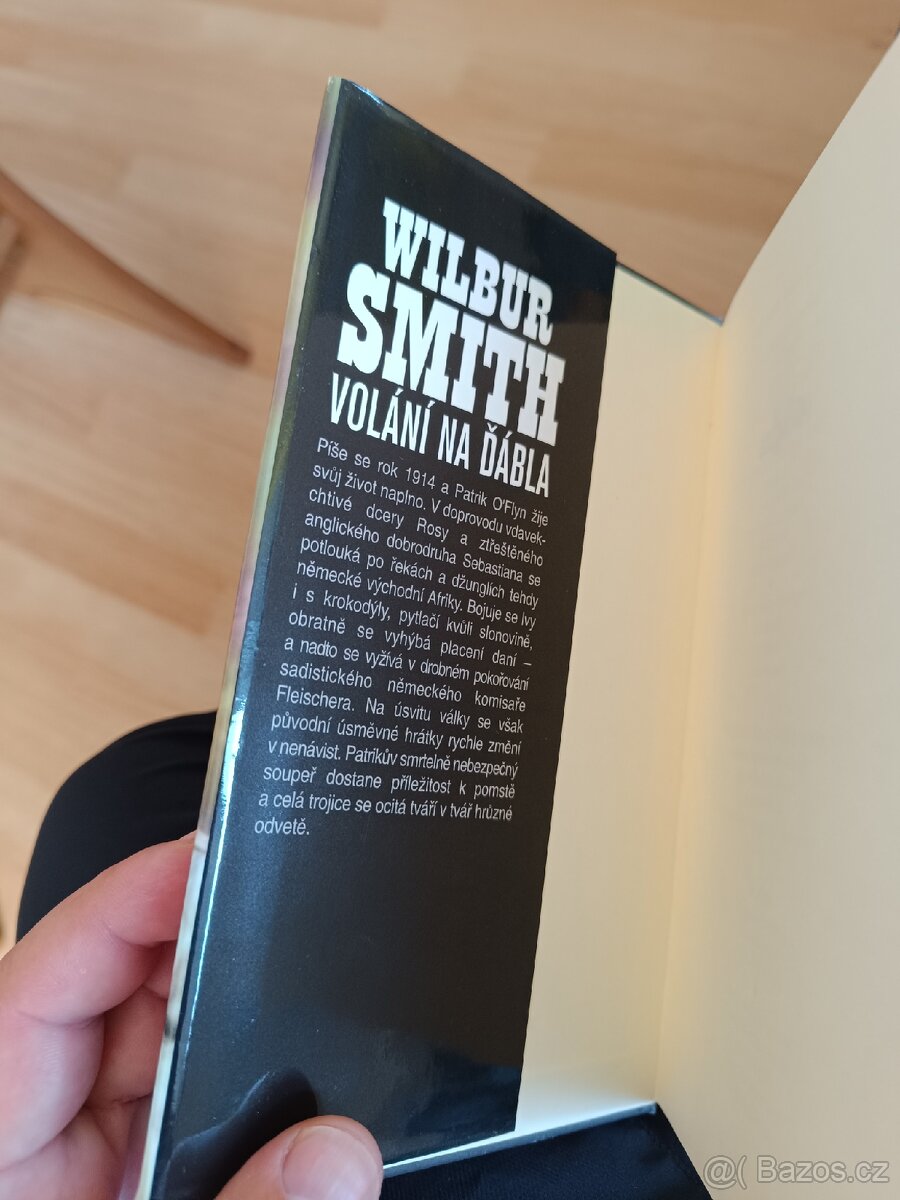 WILBUR
SMITH
VOLÁNÍ NA ĎÁBLA
Píše se rok 1914 a Patrik O'Flyn žije
svůj život naplno. V doprovodu vdavek-
chtivé dcery Rosy a ztřeštěného
anglického dobrodruha Sebastiana se
potlouká po řekách a džunglích tehdy
německé východní Afriky. Bojuje se lvy
i s krokodýly, pytlačí kvůli slonovině,
obratně se vyhýbá placení daní –
a nadto se vyžívá v drobném pokořování
sadistického německého komisaře
Fleischera. Na úsvitu války se však
původní úsměvné hrátky rychle změní
v nenávist. Patrikův smrtelně nebezpečný
soupeř dostane příležitost k pomstě
a celá trojice se ocitá tváří v tvář hrůzné
odvetě.
@( Bazos.cz